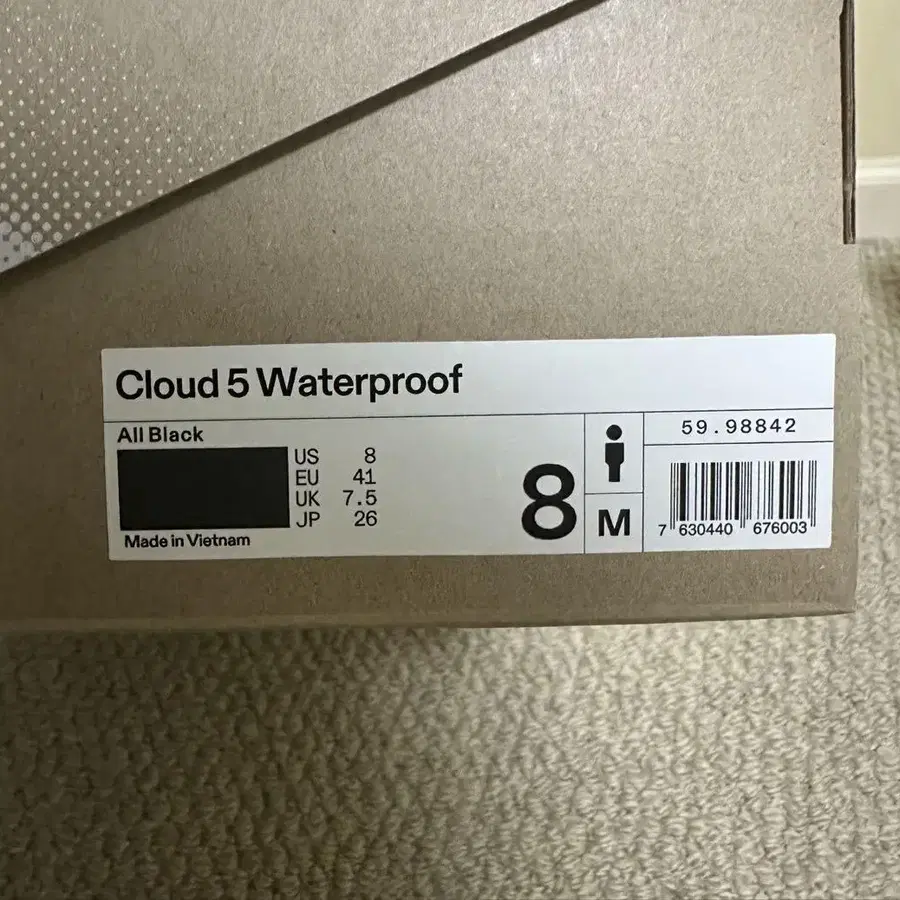 Cloud 5 Waterproof
All Black
US 8
EU 41
UK 7.5
JP 26
Made in Vietnam
8
M
59.98842
7 630440 676003